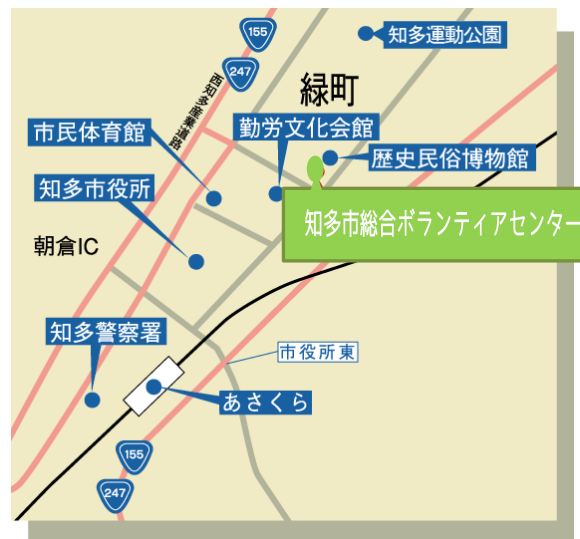 155
知多運動公園
247
西知多産業道路
緑町
市民体育館
勤労文化会館
歴史民俗博物館
知多市役所
知多市総合ボランティアセンター
朝倉IC
知多警察署
市役所東
あさくら
155
247